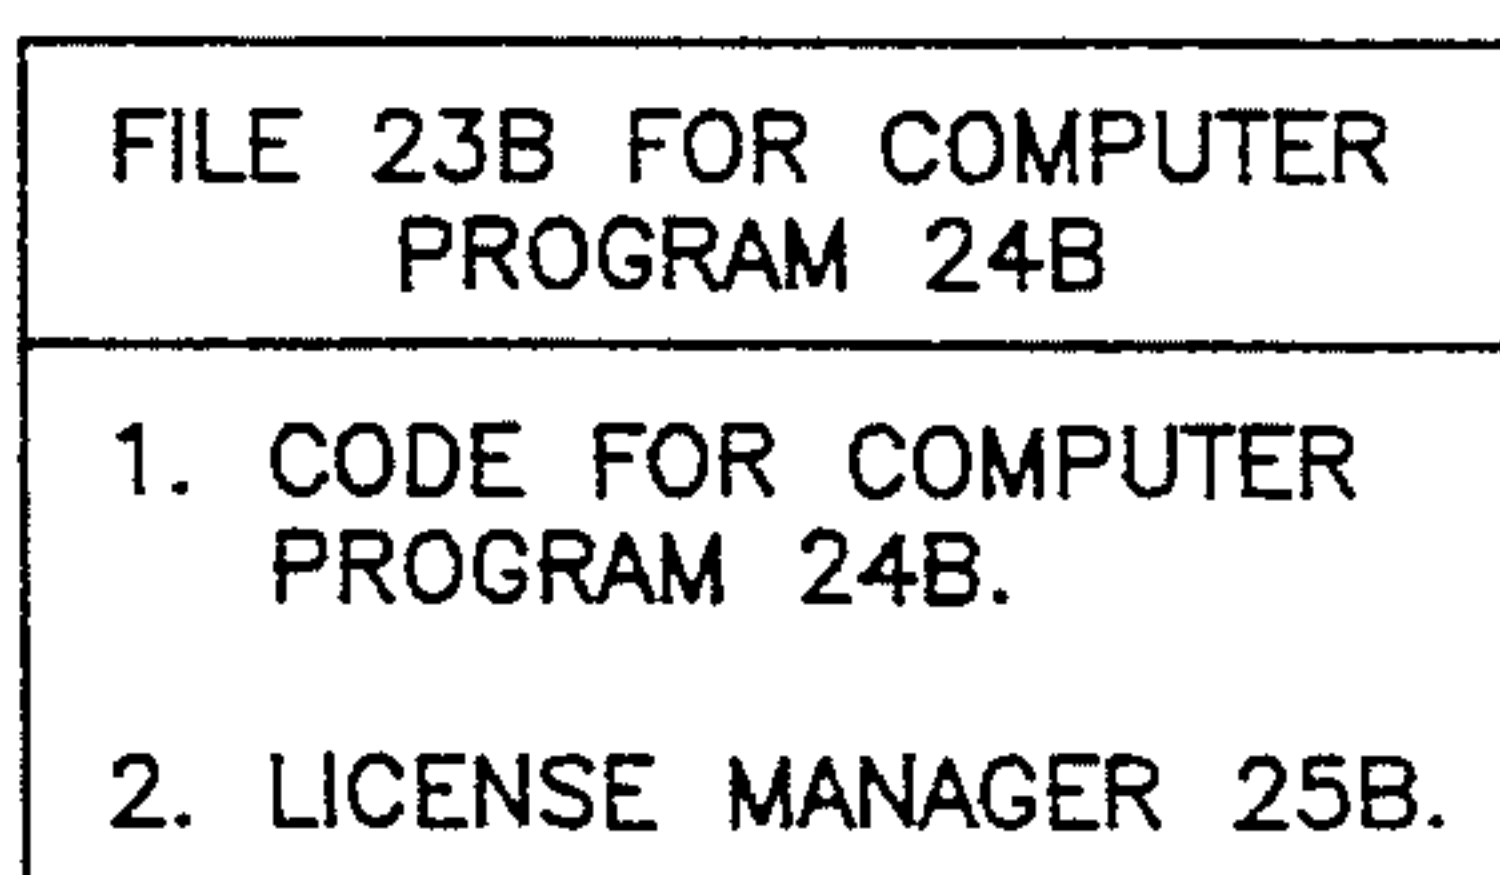 FILE 23B FOR COMPUTER
PROGRAM 24B
1. CODE FOR COMPUTER
PROGRAM 24B.
2. LICENSE MANAGER 25B.